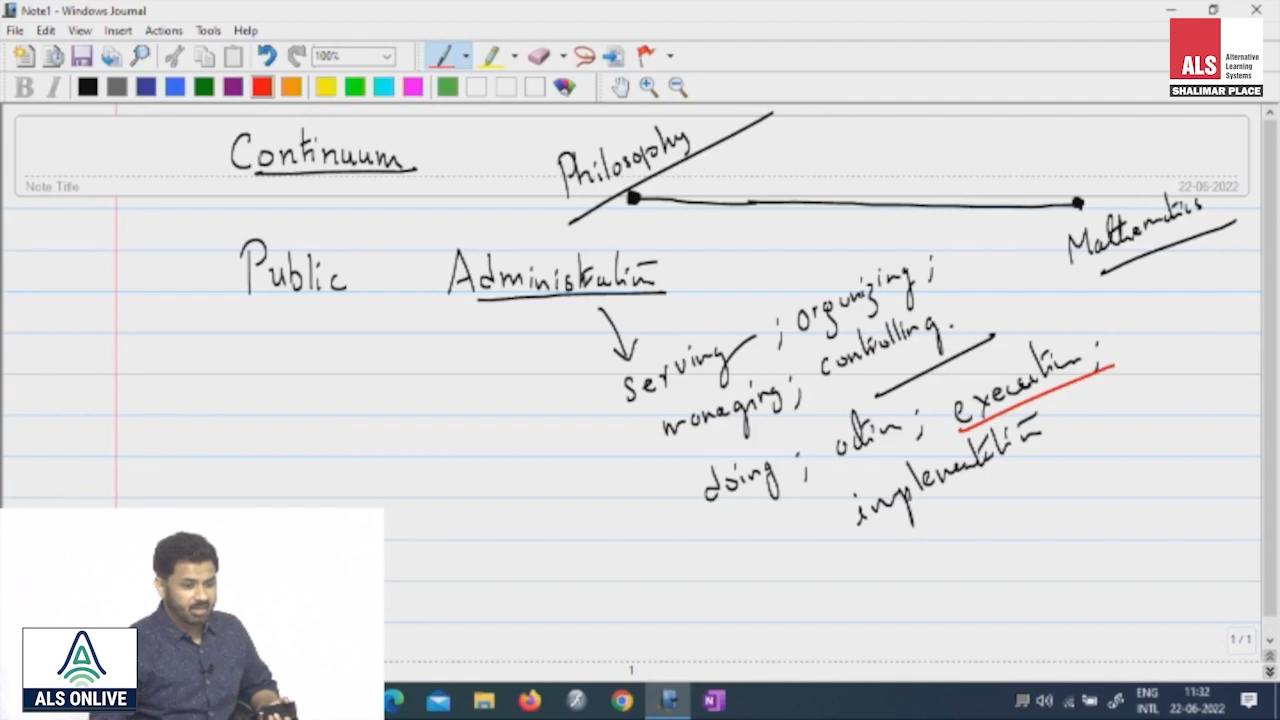 Note1 - Windows Journal
File Edit View Insert Actions Tools Help
100%
B I
ALS Alternative Learning Systems
SHALIMAR PLACE
Continuum
Philosophy
Note Title
22-06-2022
Mathematics
Public Administration
serving ; organizing ;
managing ; controlling.
doing ; action ; execution ;
implementation
1 / 1
1
ALS ONLIVE
ENG
INTL
11:32
22-06-2022